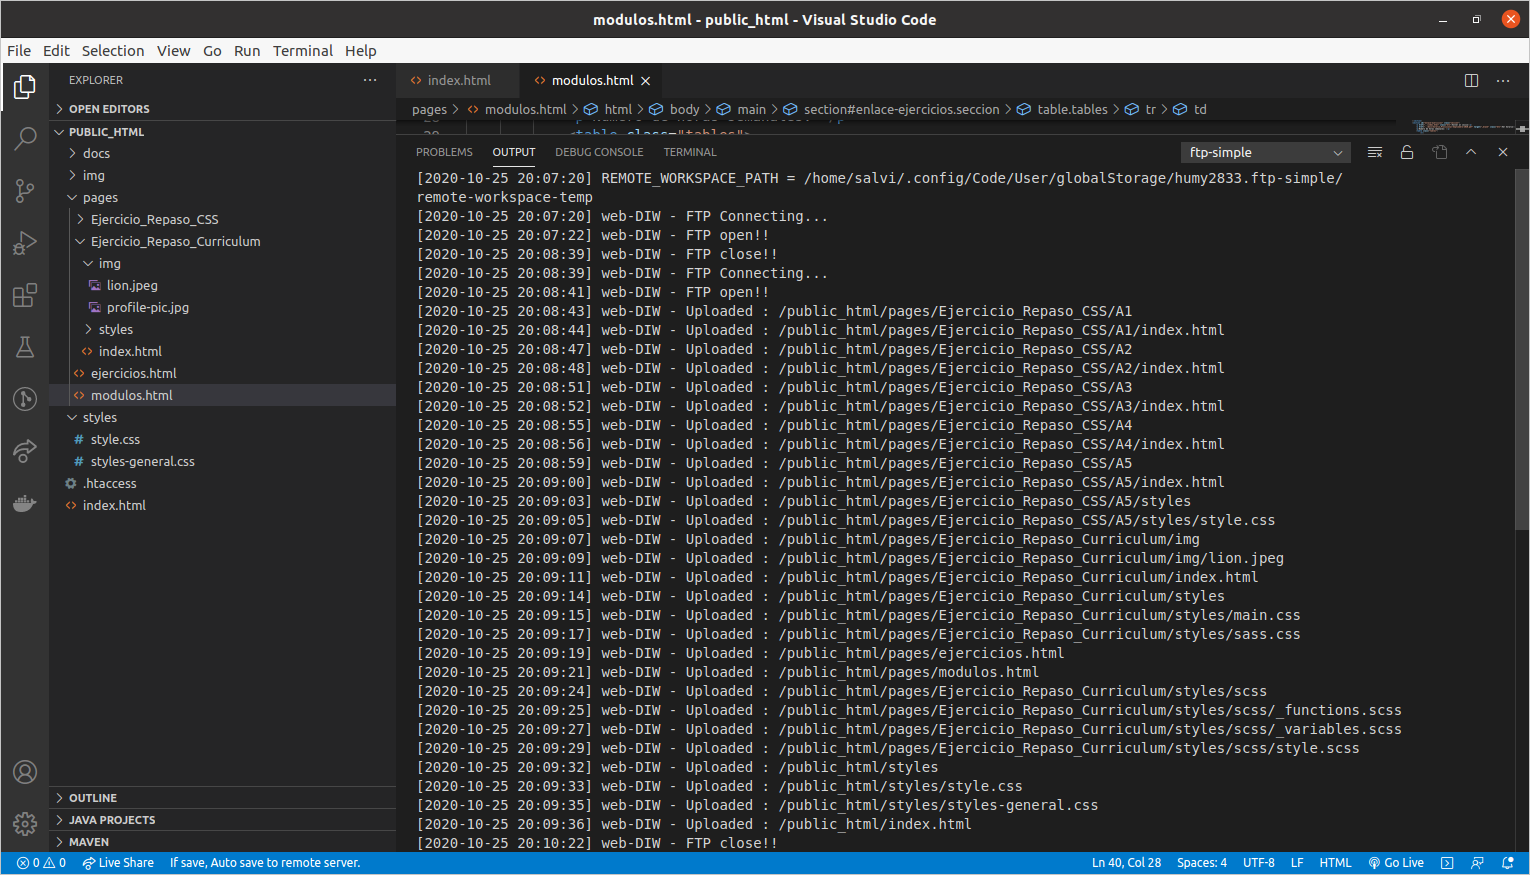 modulos.html - public_html - Visual Studio Code
File Edit Selection View Go Run Terminal Help
EXPLORER
OPEN EDITORS
PUBLIC_HTML
docs
img
pages
Ejercicio_Repaso_CSS
Ejercicio_Repaso_Curriculum
img
lion.jpeg
profile-pic.jpg
styles
index.html
ejercicios.html
modulos.html
styles
style.css
styles-general.css
.htaccess
index.html
OUTLINE
JAVA PROJECTS
MAVEN
index.html modulos.html
pages > modulos.html > html > body > main > section#enlace-ejercicios.seccion > table.tables > tr > td
<table class="tables">
PROBLEMS OUTPUT DEBUG CONSOLE TERMINAL ftp-simple
[2020-10-25 20:07:20] REMOTE_WORKSPACE_PATH = /home/salvi/.config/Code/User/globalStorage/humy2833.ftp-simple/
remote-workspace-temp
[2020-10-25 20:07:20] web-DIW - FTP Connecting...
[2020-10-25 20:07:22] web-DIW - FTP open!!
[2020-10-25 20:08:39] web-DIW - FTP close!!
[2020-10-25 20:08:39] web-DIW - FTP Connecting...
[2020-10-25 20:08:41] web-DIW - FTP open!!
[2020-10-25 20:08:43] web-DIW - Uploaded : /public_html/pages/Ejercicio_Repaso_CSS/A1
[2020-10-25 20:08:44] web-DIW - Uploaded : /public_html/pages/Ejercicio_Repaso_CSS/A1/index.html
[2020-10-25 20:08:47] web-DIW - Uploaded : /public_html/pages/Ejercicio_Repaso_CSS/A2
[2020-10-25 20:08:48] web-DIW - Uploaded : /public_html/pages/Ejercicio_Repaso_CSS/A2/index.html
[2020-10-25 20:08:51] web-DIW - Uploaded : /public_html/pages/Ejercicio_Repaso_CSS/A3
[2020-10-25 20:08:52] web-DIW - Uploaded : /public_html/pages/Ejercicio_Repaso_CSS/A3/index.html
[2020-10-25 20:08:55] web-DIW - Uploaded : /public_html/pages/Ejercicio_Repaso_CSS/A4
[2020-10-25 20:08:56] web-DIW - Uploaded : /public_html/pages/Ejercicio_Repaso_CSS/A4/index.html
[2020-10-25 20:08:59] web-DIW - Uploaded : /public_html/pages/Ejercicio_Repaso_CSS/A5
[2020-10-25 20:09:00] web-DIW - Uploaded : /public_html/pages/Ejercicio_Repaso_CSS/A5/index.html
[2020-10-25 20:09:03] web-DIW - Uploaded : /public_html/pages/Ejercicio_Repaso_CSS/A5/styles
[2020-10-25 20:09:05] web-DIW - Uploaded : /public_html/pages/Ejercicio_Repaso_CSS/A5/styles/style.css
[2020-10-25 20:09:07] web-DIW - Uploaded : /public_html/pages/Ejercicio_Repaso_Curriculum/img
[2020-10-25 20:09:09] web-DIW - Uploaded : /public_html/pages/Ejercicio_Repaso_Curriculum/img/lion.jpeg
[2020-10-25 20:09:11] web-DIW - Uploaded : /public_html/pages/Ejercicio_Repaso_Curriculum/index.html
[2020-10-25 20:09:14] web-DIW - Uploaded : /public_html/pages/Ejercicio_Repaso_Curriculum/styles
[2020-10-25 20:09:15] web-DIW - Uploaded : /public_html/pages/Ejercicio_Repaso_Curriculum/styles/main.css
[2020-10-25 20:09:17] web-DIW - Uploaded : /public_html/pages/Ejercicio_Repaso_Curriculum/styles/sass.css
[2020-10-25 20:09:19] web-DIW - Uploaded : /public_html/pages/ejercicios.html
[2020-10-25 20:09:21] web-DIW - Uploaded : /public_html/pages/modulos.html
[2020-10-25 20:09:24] web-DIW - Uploaded : /public_html/pages/Ejercicio_Repaso_Curriculum/styles/scss
[2020-10-25 20:09:25] web-DIW - Uploaded : /public_html/pages/Ejercicio_Repaso_Curriculum/styles/scss/_functions.scss
[2020-10-25 20:09:27] web-DIW - Uploaded : /public_html/pages/Ejercicio_Repaso_Curriculum/styles/scss/_variables.scss
[2020-10-25 20:09:29] web-DIW - Uploaded : /public_html/pages/Ejercicio_Repaso_Curriculum/styles/scss/style.scss
[2020-10-25 20:09:32] web-DIW - Uploaded : /public_html/styles
[2020-10-25 20:09:33] web-DIW - Uploaded : /public_html/styles/style.css
[2020-10-25 20:09:35] web-DIW - Uploaded : /public_html/styles/styles-general.css
[2020-10-25 20:09:36] web-DIW - Uploaded : /public_html/index.html
[2020-10-25 20:10:22] web-DIW - FTP close!!
0 0 Live Share If save, Auto save to remote server. Ln 40, Col 28 Spaces: 4 UTF-8 LF HTML Go Live